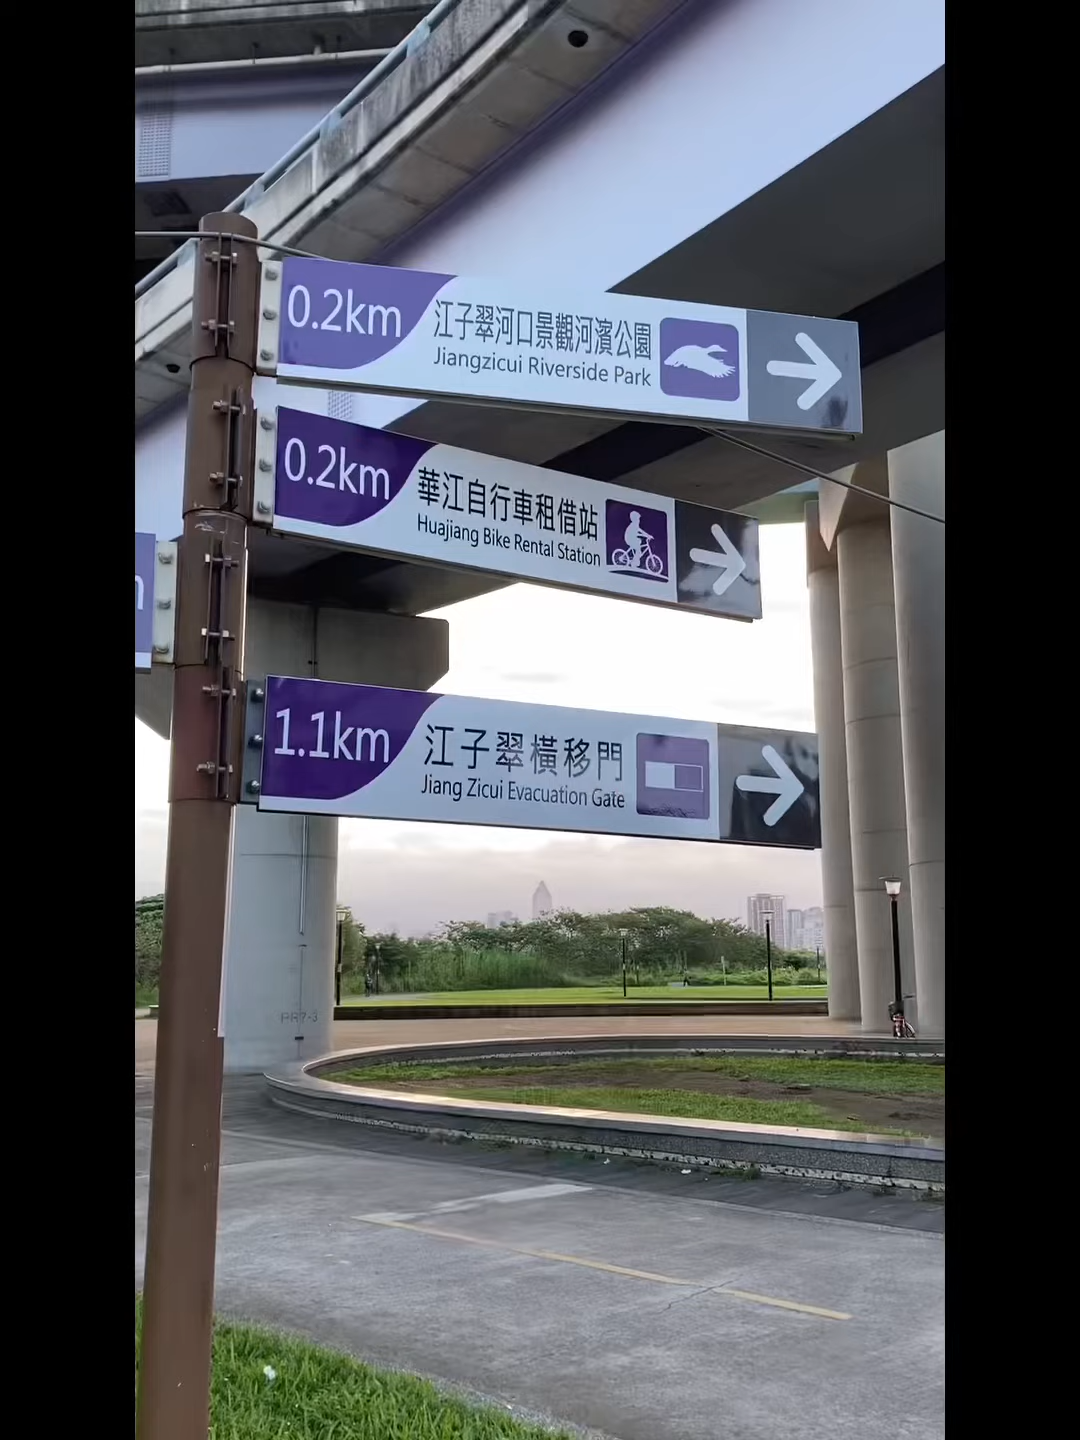 0.2km
江子翠河口景觀河濱公園
Jiangzicui Riverside Park
0.2km
華江自行車租借站
Huajiang Bike Rental Station
1.1km
江子翠橫移門
Jiang Zicui Evacuation Gate